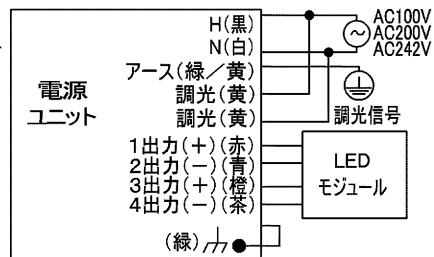 H(黒)
N(白)
アース(緑／黄)
調光(黄)
調光(黄)
1出力(＋)(赤)
2出力(－)(青)
3出力(＋)(橙)
4出力(－)(茶)
(緑)
電源
ユニット
AC100V
AC200V
AC242V
調光信号
LED
モジュール